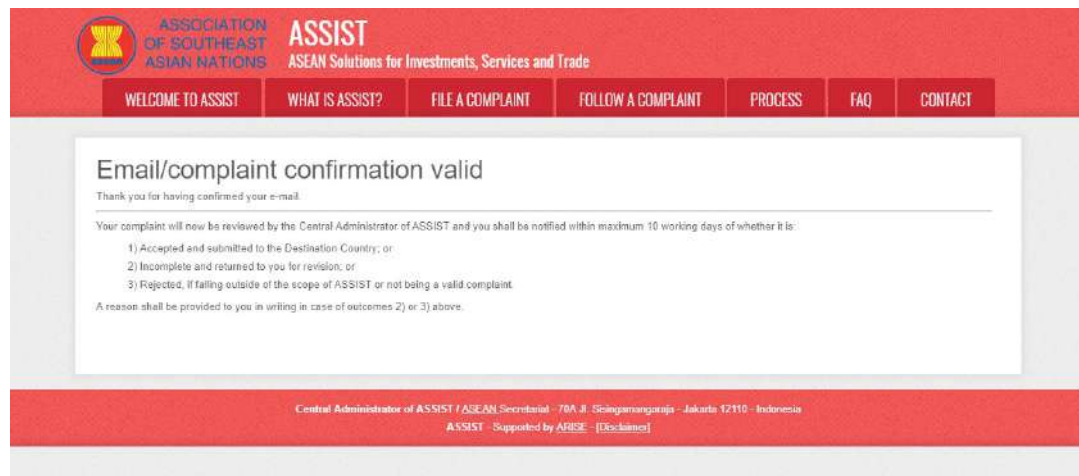 ASSOCIATION
OF SOUTHEAST
ASIAN NATIONS
ASSIST
ASEAN Solutions for Investments, Services and Trade
WELCOME TO ASSIST WHAT IS ASSIST? FILE A COMPLAINT FOLLOW A COMPLAINT PROCESS FAQ CONTACT
Email/complaint confirmation valid
Thank you for having confirmed your e-mail.
Your complaint will now be reviewed by the Central Administrator of ASSIST and you shall be notified within maximum 10 working days of whether it is:
1) Accepted and submitted to the Destination Country; or
2) Incomplete and returned to you for revision; or
3) Rejected, if falling outside of the scope of ASSIST or not being a valid complaint.
A reason shall be provided to you in writing in case of outcomes 2) or 3) above.
Central Administrator of ASSIST / ASEAN Secretariat - 70A Jl. Sisingamangaraja - Jakarta 12110 - Indonesia
ASSIST - Supported by ARISE - [Disclaimer]